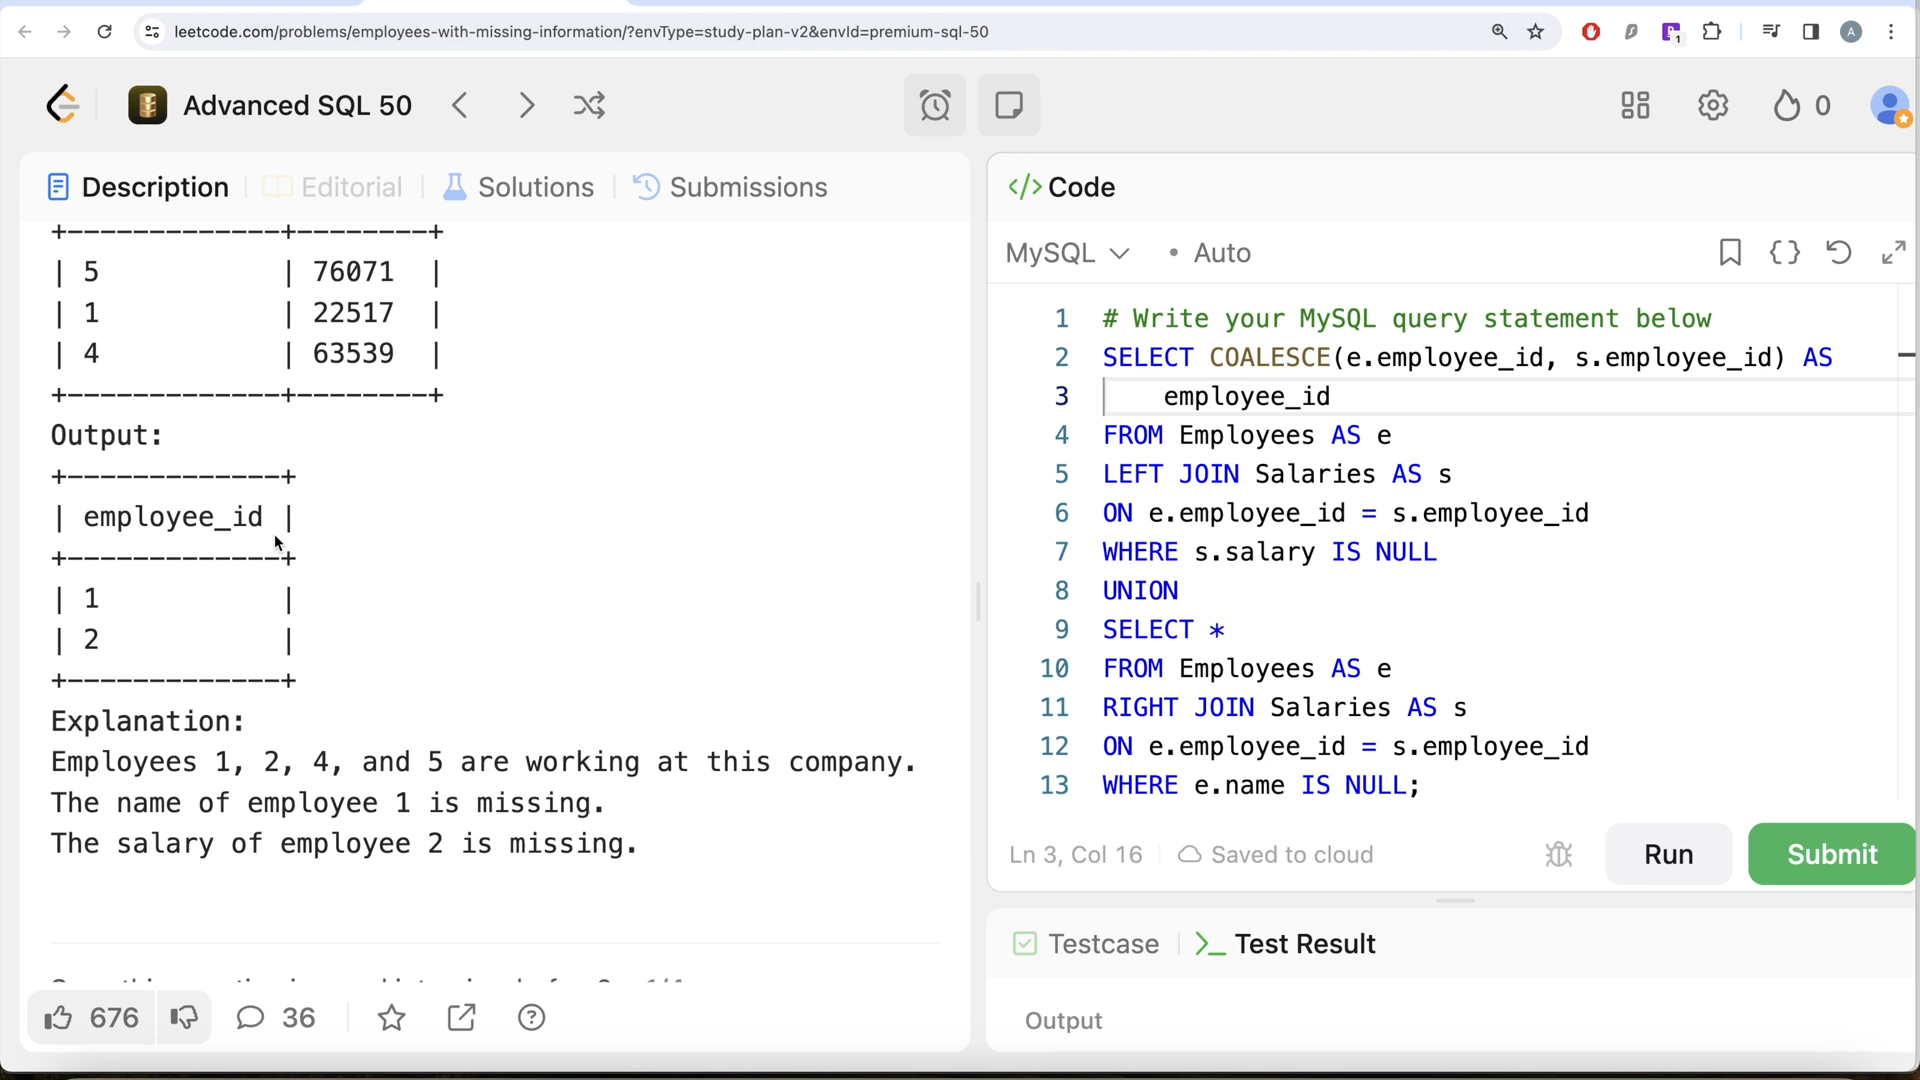 leetcode.com/problems/employees-with-missing-information/?envType=study-plan-v2&envId=premium-sql-50
1
A
Advanced SQL 50
0
Description
Editorial
Solutions
Submissions
+-------------+--------+
| 5 | 76071 |
| 1 | 22517 |
| 4 | 63539 |
+-------------+--------+
Output:
+-------------+
| employee_id |
+-------------+
| 1 |
| 2 |
+-------------+
Explanation:
Employees 1, 2, 4, and 5 are working at this company.
The name of employee 1 is missing.
The salary of employee 2 is missing.
676
36
</> Code
MySQL
• Auto
1 # Write your MySQL query statement below
2 SELECT COALESCE(e.employee_id, s.employee_id) AS
3 employee_id
4 FROM Employees AS e
5 LEFT JOIN Salaries AS s
6 ON e.employee_id = s.employee_id
7 WHERE s.salary IS NULL
8 UNION
9 SELECT *
10 FROM Employees AS e
11 RIGHT JOIN Salaries AS s
12 ON e.employee_id = s.employee_id
13 WHERE e.name IS NULL;
Ln 3, Col 16
Saved to cloud
Run
Submit
Testcase
Test Result
Output